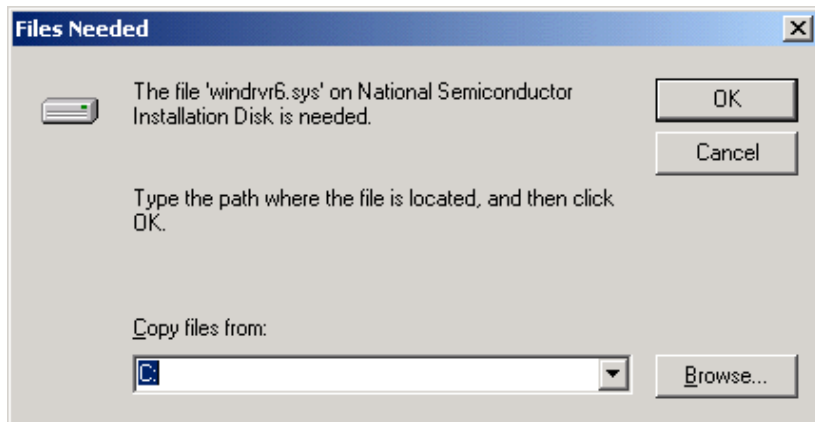 Files Needed
The file 'windrvr6.sys' on National Semiconductor
Installation Disk is needed.
OK
Cancel
Type the path where the file is located, and then click
OK.
Copy files from:
C:
Browse...